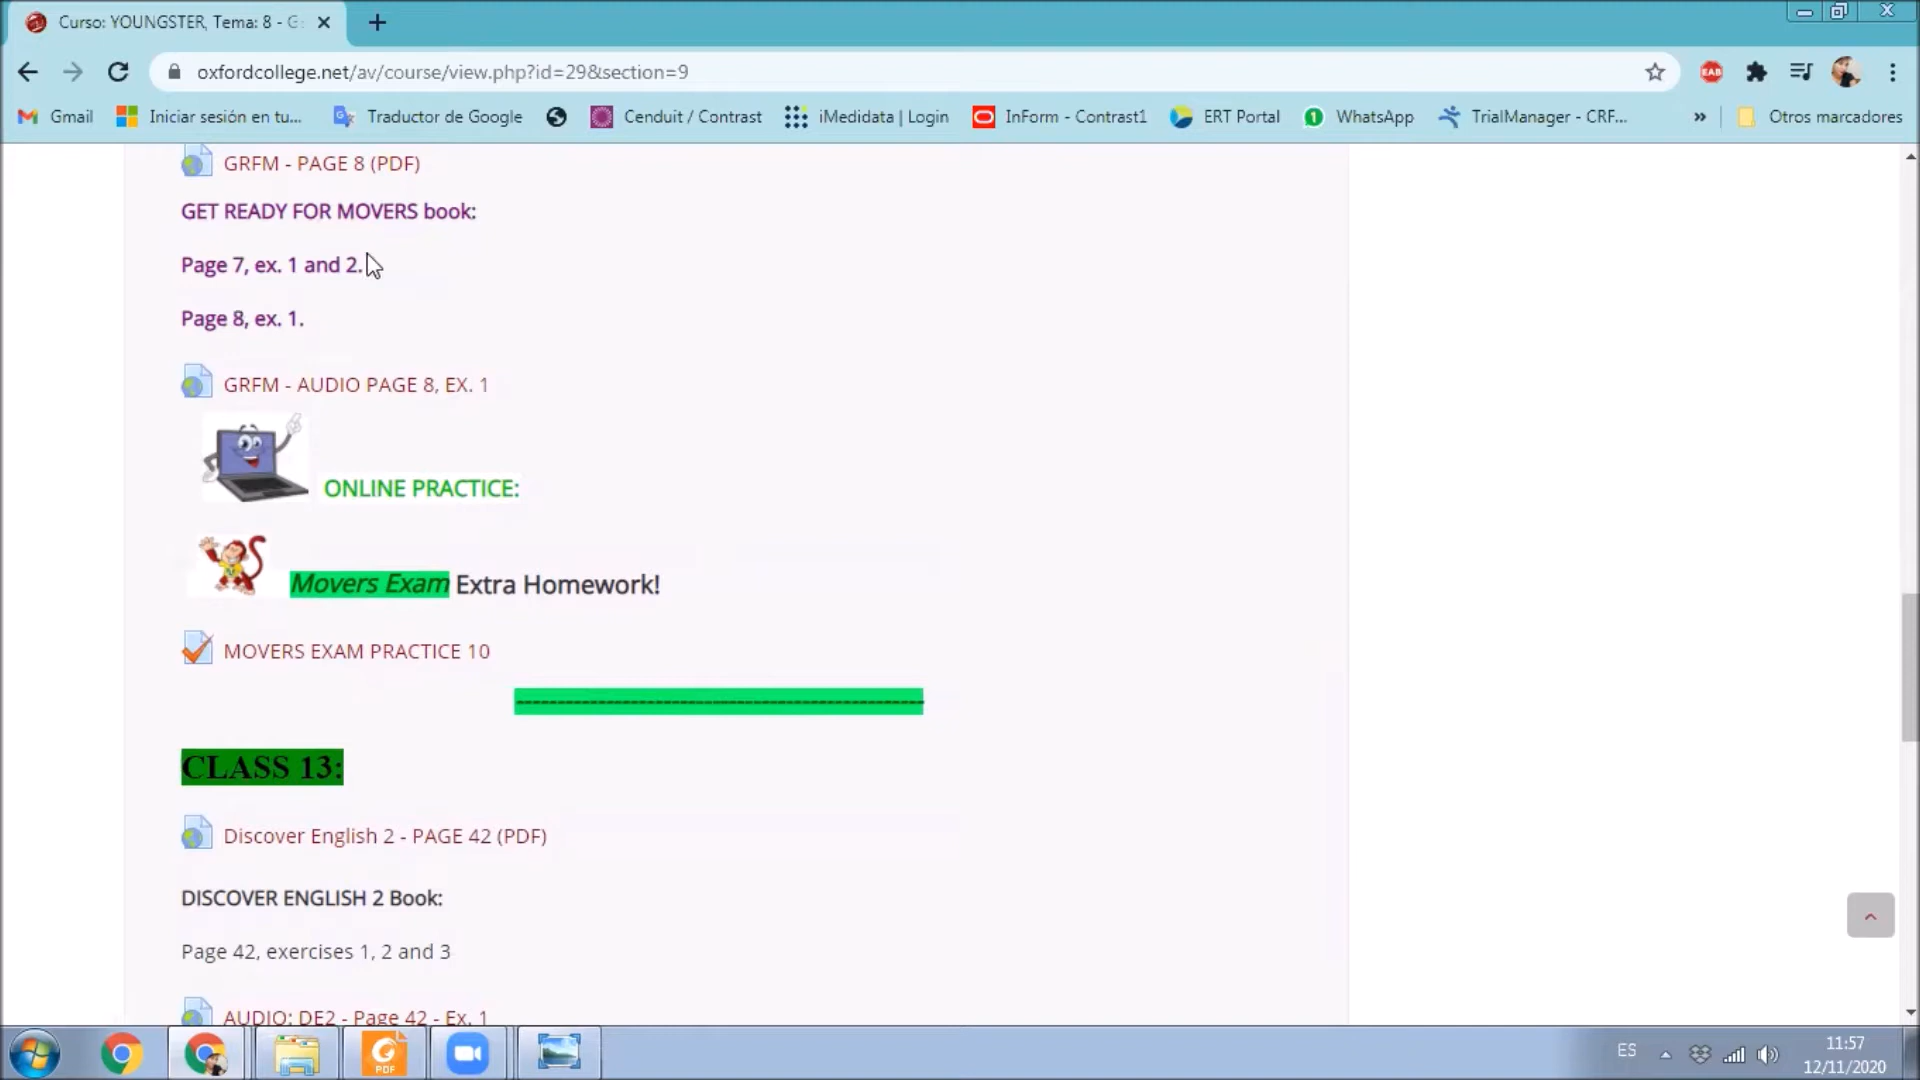 Curso: YOUNGSTER, Tema: 8 - G
oxfordcollege.net/av/course/view.php?id=29&section=9
EAB
Gmail
Iniciar sesión en tu...
Traductor de Google
Cenduit / Contrast
iMedidata | Login
InForm - Contrast1
ERT Portal
1
WhatsApp
TrialManager - CRF...
»
Otros marcadores
GRFM - PAGE 8 (PDF)
GET READY FOR MOVERS book:
Page 7, ex. 1 and 2.
Page 8, ex. 1.
GRFM - AUDIO PAGE 8, EX. 1
ONLINE PRACTICE:
Movers Exam Extra Homework!
MOVERS EXAM PRACTICE 10
CLASS 13:
Discover English 2 - PAGE 42 (PDF)
DISCOVER ENGLISH 2 Book:
Page 42, exercises 1, 2 and 3
AUDIO: DE2 - Page 42 - Ex. 1
PDF
ES
11:57
12/11/2020